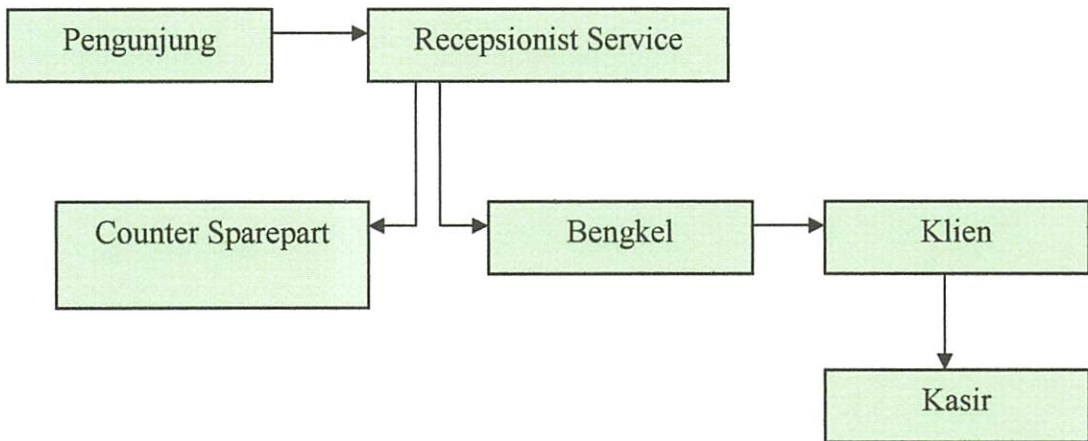 Pengunjung
Recepsionist Service
Counter Sparepart
Bengkel
Klien
Kasir